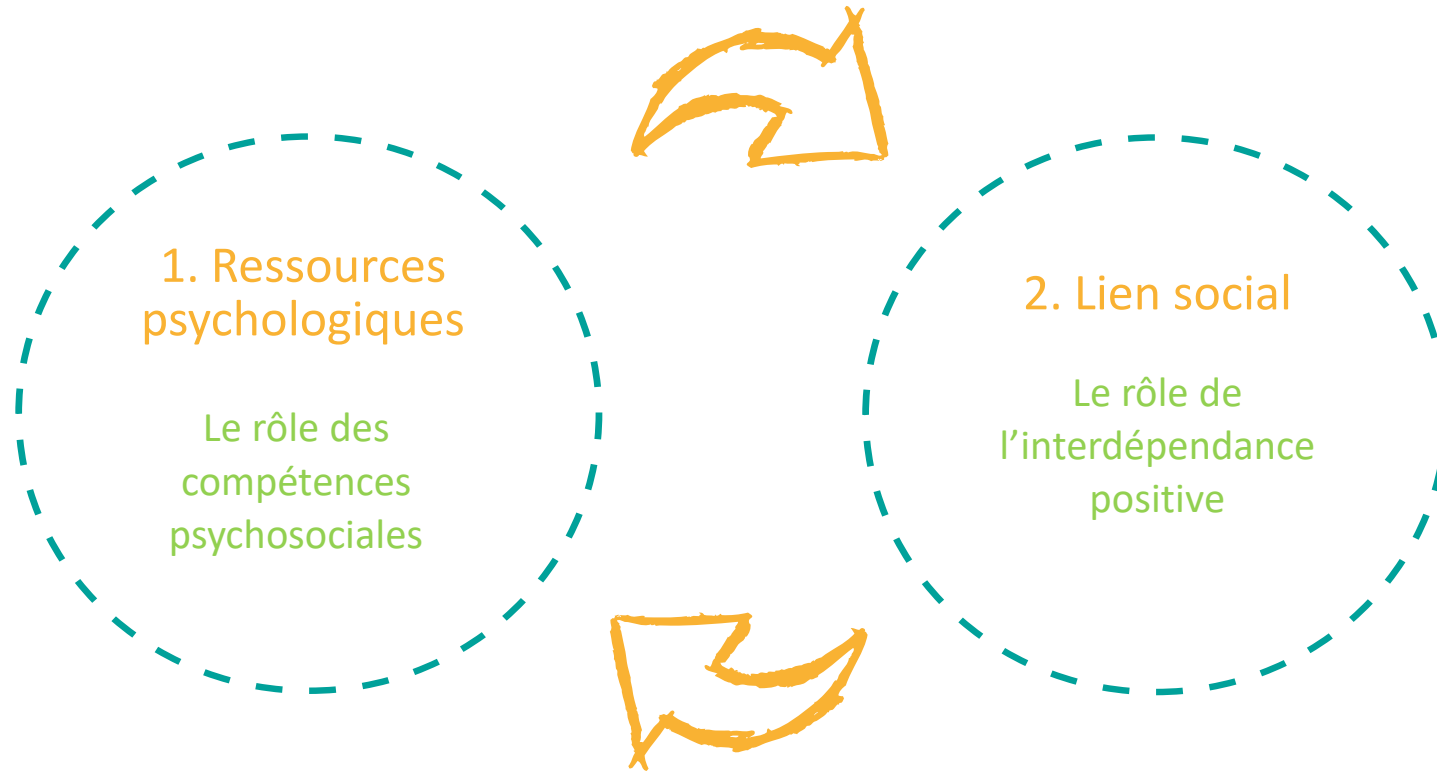 1. Ressources
psychologiques
Le rôle des
compétences
psychosociales
2. Lien social
Le rôle de
l’interdépendance
positive